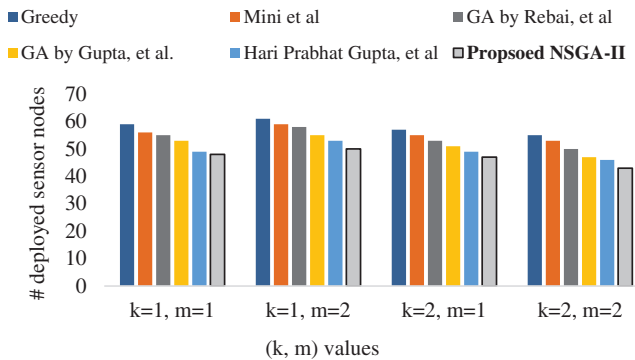 Greedy
Mini et al
GA by Rebai, et al
GA by Gupta, et al.
Hari Prabhat Gupta, et al
Propsoed NSGA-II
# deployed sensor nodes
70
60
50
40
30
20
10
0
k=1, m=1
k=1, m=2
k=2, m=1
k=2, m=2
(k, m) values